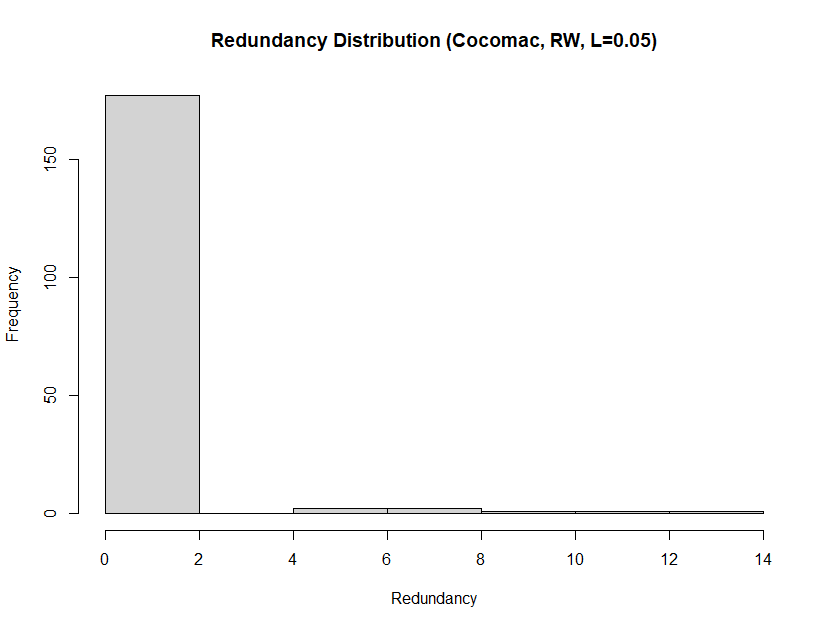 Redundancy Distribution (Cocomac, RW, L=0.05)
Frequency
150
100
50
0
0 2 4 6 8 10 12 14
Redundancy